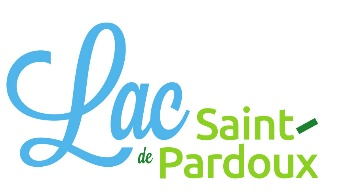 Lac
de
Saint-
Pardoux